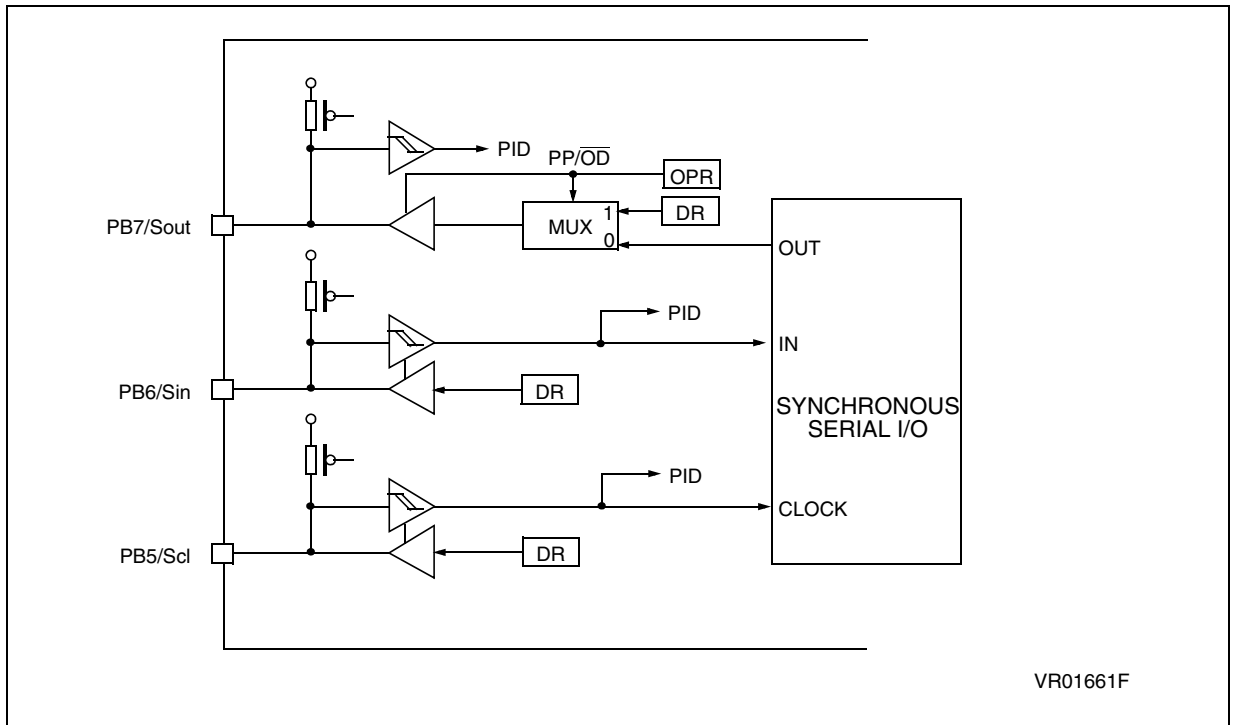 PID
PP/O̅D̅
OPR
DR
PB7/Sout
MUX
1
0
OUT
PID
IN
PB6/Sin
DR
SYNCHRONOUS
SERIAL I/O
PID
CLOCK
PB5/Scl
DR
VR01661F